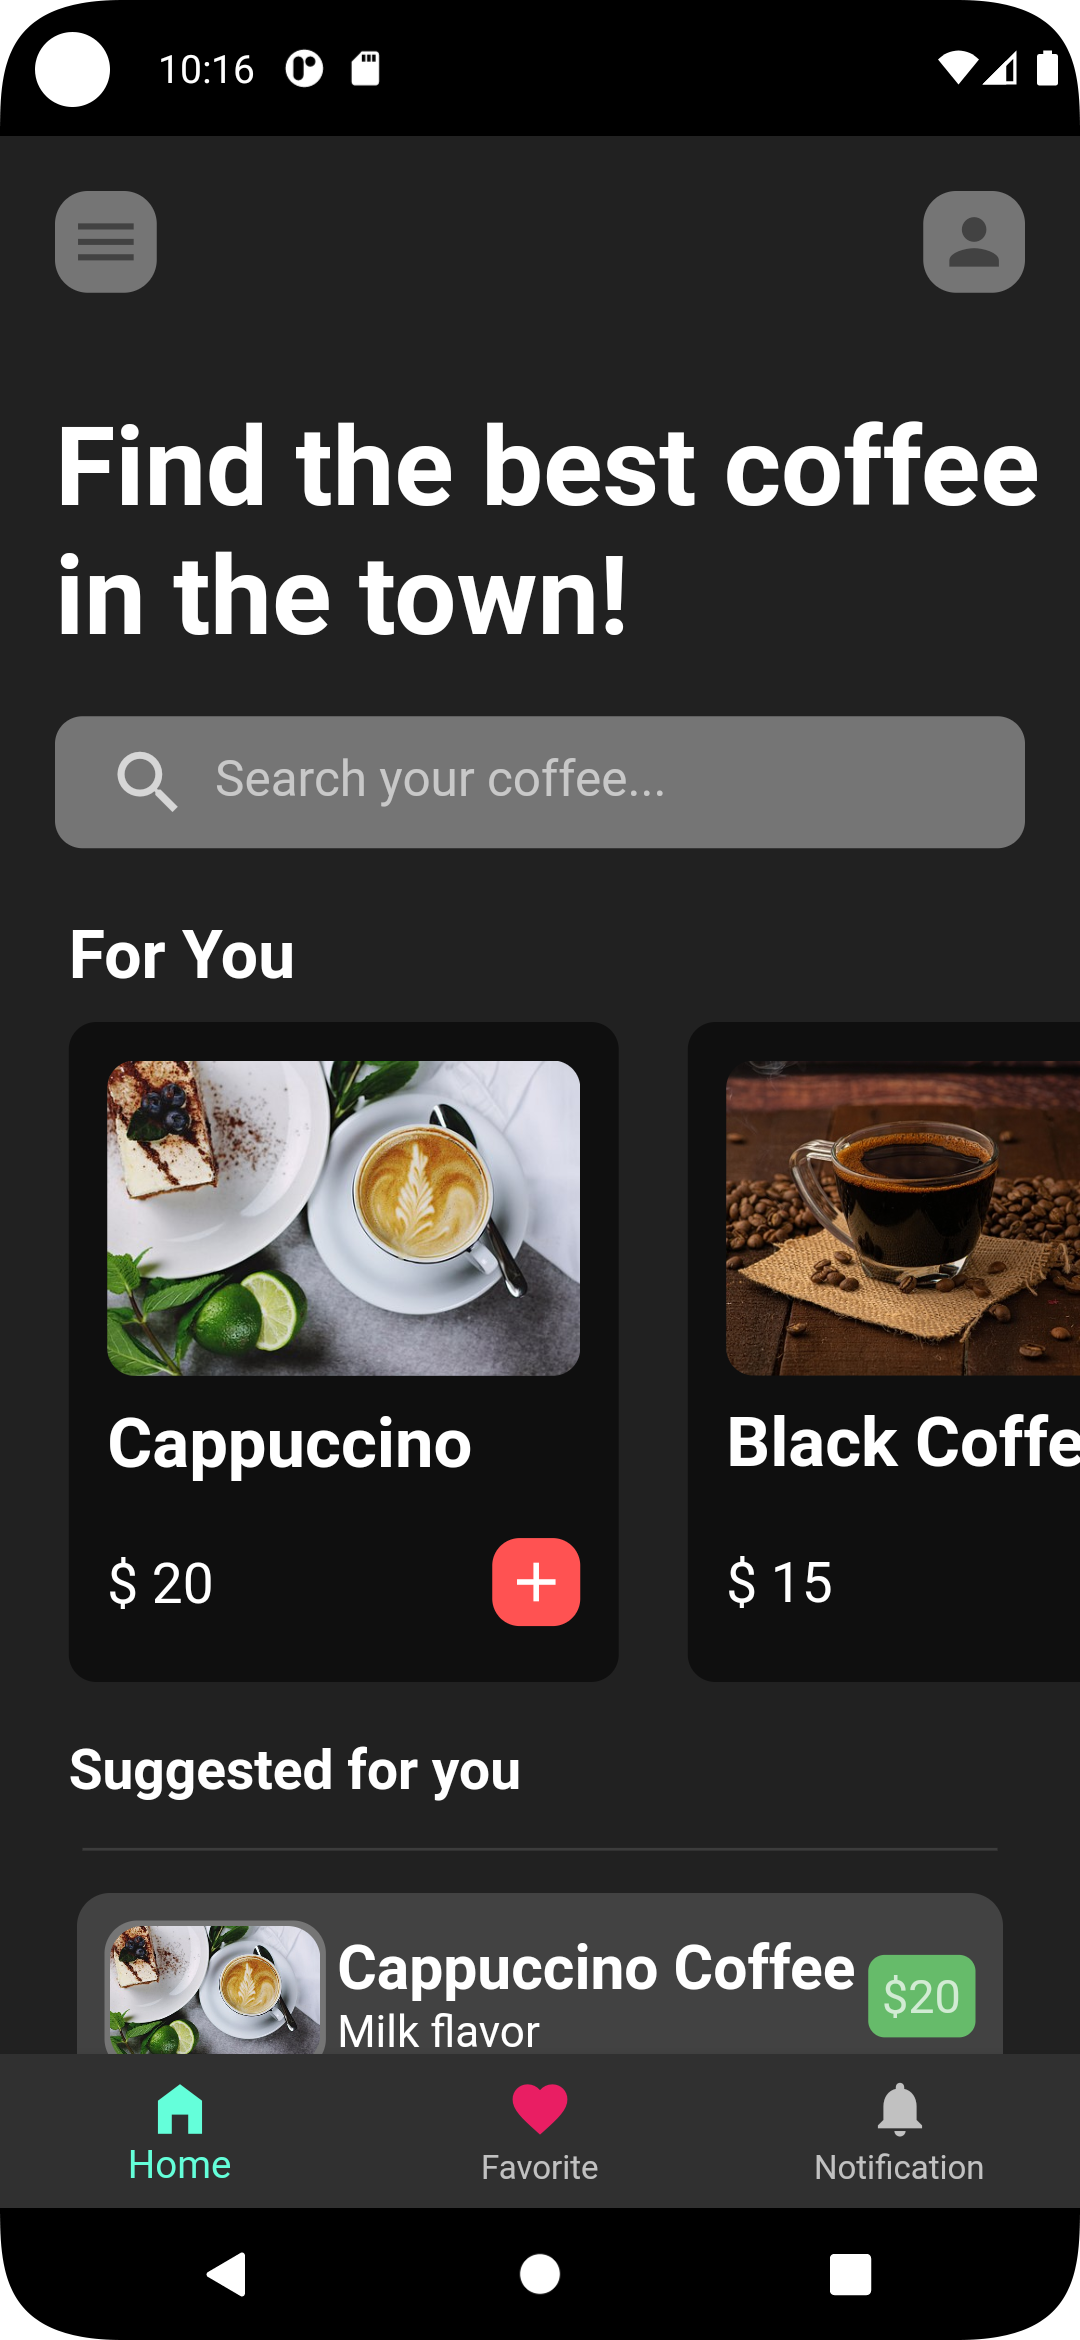 10:16
Find the best coffee
in the town!
Search your coffee...
For You
Cappuccino
Black Coffe
$ 20
$ 15
Suggested for you
Cappuccino Coffee
$20
Milk flavor
Home
Favorite
Notification